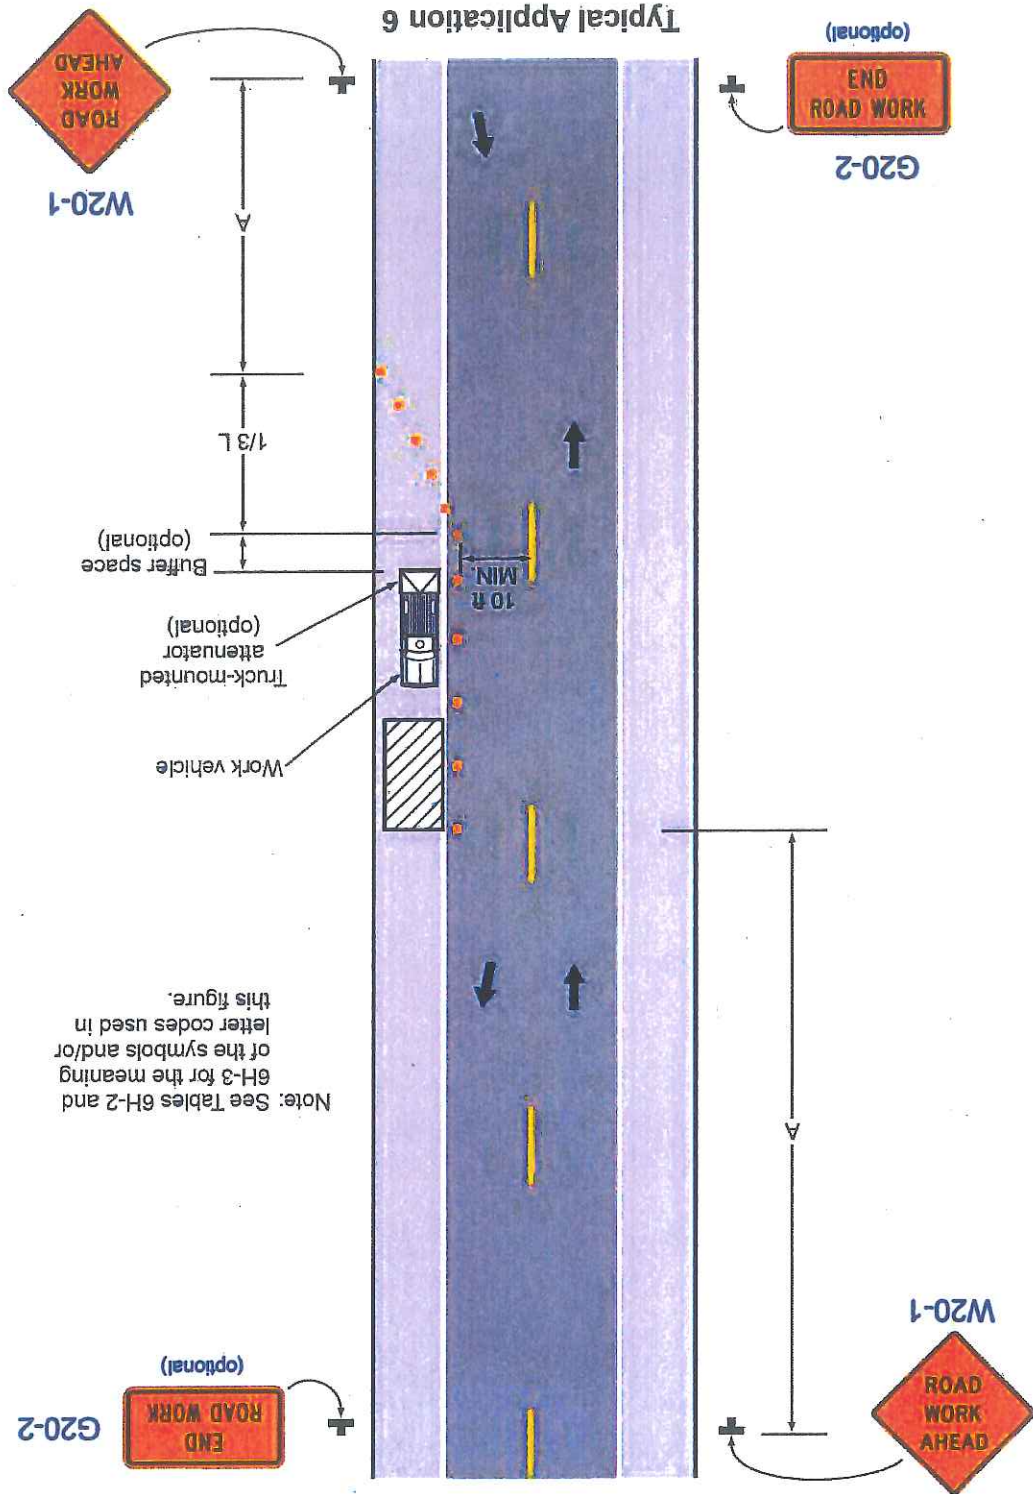 ROAD
WORK
AHEAD
W20-1
G20-2
END
ROAD WORK
(optional)
Note: See Tables 6H-2 and
6H-3 for the meaning
of the symbols and/or
letter codes used in
this figure.
A
Work vehicle
Truck-mounted
attenuator
(optional)
10 ft
MIN.
Buffer space
(optional)
1/3 L
A
W20-1
ROAD
WORK
AHEAD
G20-2
END
ROAD WORK
(optional)
Typical Application 6